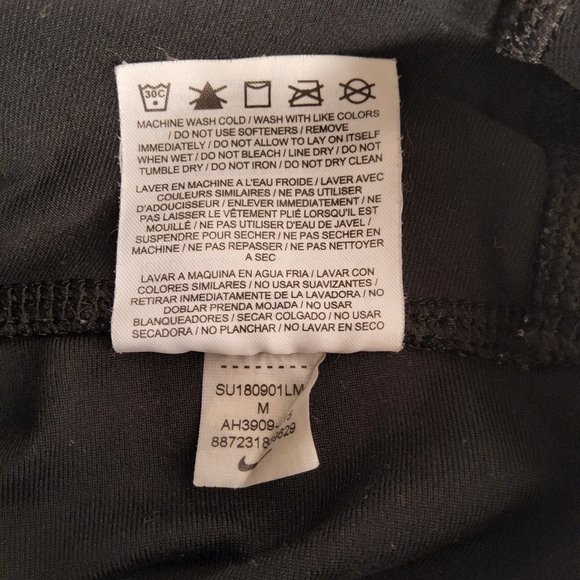 30C
MACHINE WASH COLD / WASH WITH LIKE COLORS
/ DO NOT USE SOFTENERS / REMOVE
IMMEDIATELY / DO NOT ALLOW TO LAY ON ITSELF
WHEN WET / DO NOT BLEACH / LINE DRY / DO NOT
TUMBLE DRY / DO NOT IRON / DO NOT DRY CLEAN
LAVER EN MACHINE A L'EAU FROIDE / LAVER AVEC
COULEURS SIMILAIRES / NE PAS UTILISER
D'ADOUCISSEUR / ENLEVER IMMEDIATEMENT / NE
PAS LAISSER LE VÊTEMENT PLIÉ LORSQU'IL EST
MOUILLÉ / NE PAS UTILISER D'EAU DE JAVEL /
SUSPENDRE POUR SECHER / NE PAS SECHER EN
MACHINE / NE PAS REPASSER / NE PAS NETTOYER
A SEC
LAVAR A MAQUINA EN AGUA FRIA / LAVAR CON
COLORES SIMILARES / NO USAR SUAVIZANTES /
RETIRAR INMEDIATAMENTE DE LA LAVADORA / NO
DOBLAR PRENDA MOJADA / NO USAR
BLANQUEADORES / SECAR COLGADO / NO USAR
SECADORA / NO PLANCHAR / NO LAVAR EN SECO
SU180901LM
M